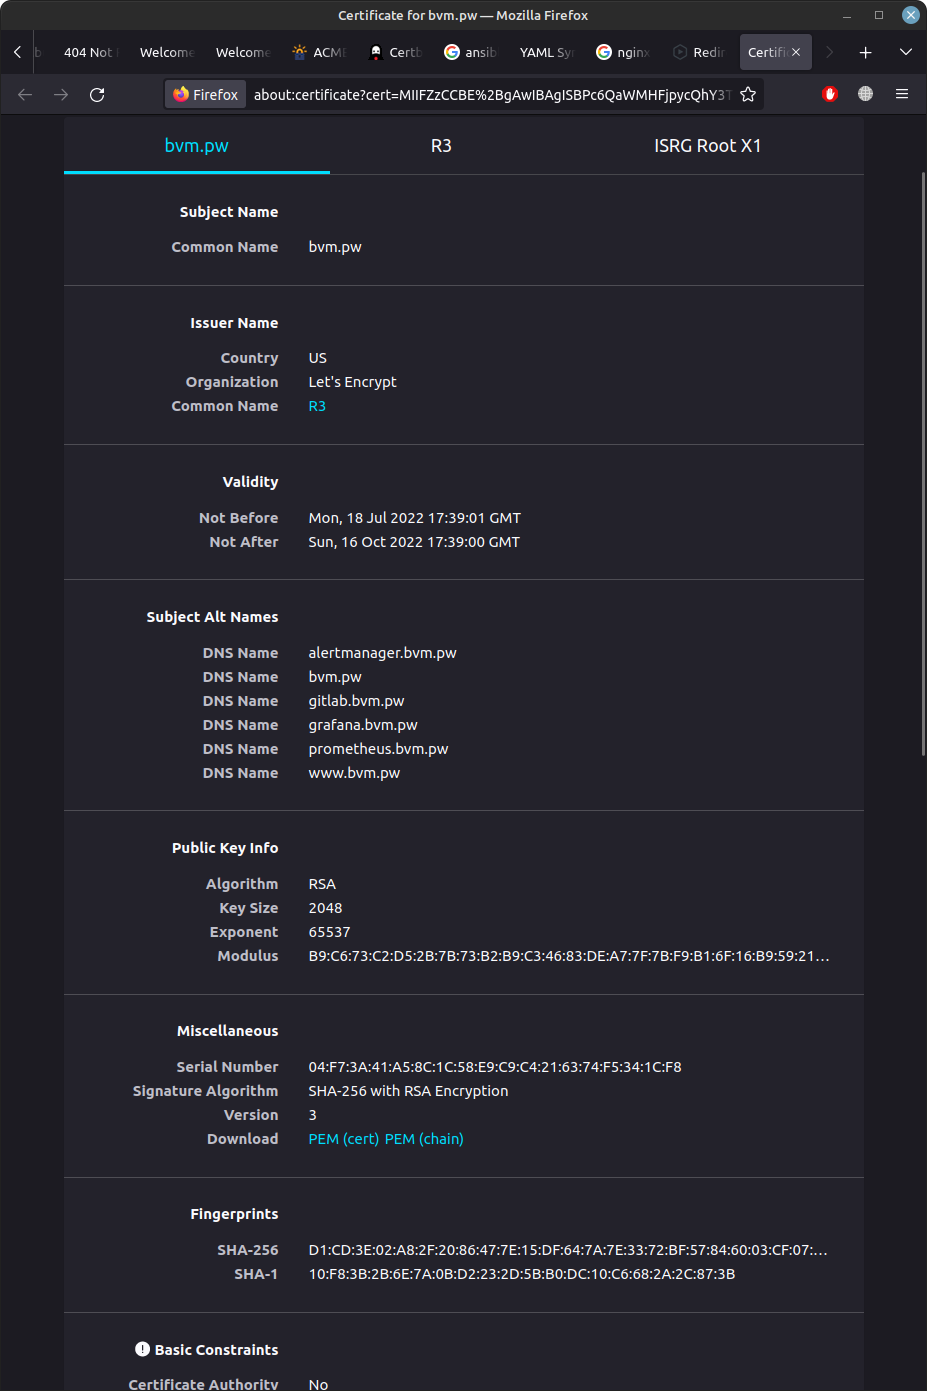 Certificate for bvm.pw — Mozilla Firefox
404 Not Welcome Welcome ACME Certb ansib YAML Sy nginx Redir Certifi
Firefox about:certificate?cert=MIIFZzCCBE%2BgAwIBAgISBPc6QaWMHFjpycQhY3T
bvm.pw R3 ISRG Root X1
Subject Name
Common Name bvm.pw
Issuer Name
Country US
Organization Let's Encrypt
Common Name R3
Validity
Not Before Mon, 18 Jul 2022 17:39:01 GMT
Not After Sun, 16 Oct 2022 17:39:00 GMT
Subject Alt Names
DNS Name alertmanager.bvm.pw
DNS Name bvm.pw
DNS Name gitlab.bvm.pw
DNS Name grafana.bvm.pw
DNS Name prometheus.bvm.pw
DNS Name www.bvm.pw
Public Key Info
Algorithm RSA
Key Size 2048
Exponent 65537
Modulus B9:C6:73:C2:D5:2B:7B:73:B2:B9:C3:46:83:DE:A7:7F:7B:F9:B1:6F:16:B9:59:21…
Miscellaneous
Serial Number 04:F7:3A:41:A5:8C:1C:58:E9:C9:C4:21:63:74:F5:34:1C:F8
Signature Algorithm SHA-256 with RSA Encryption
Version 3
Download PEM (cert) PEM (chain)
Fingerprints
SHA-256 D1:CD:3E:02:A8:2F:20:86:47:7E:15:DF:64:7A:7E:33:72:BF:57:84:60:03:CF:07:…
SHA-1 10:F8:3B:2B:6E:7A:0B:D2:23:2D:5B:B0:DC:10:C6:68:2A:2C:87:3B
Basic Constraints
Certificate Authority No